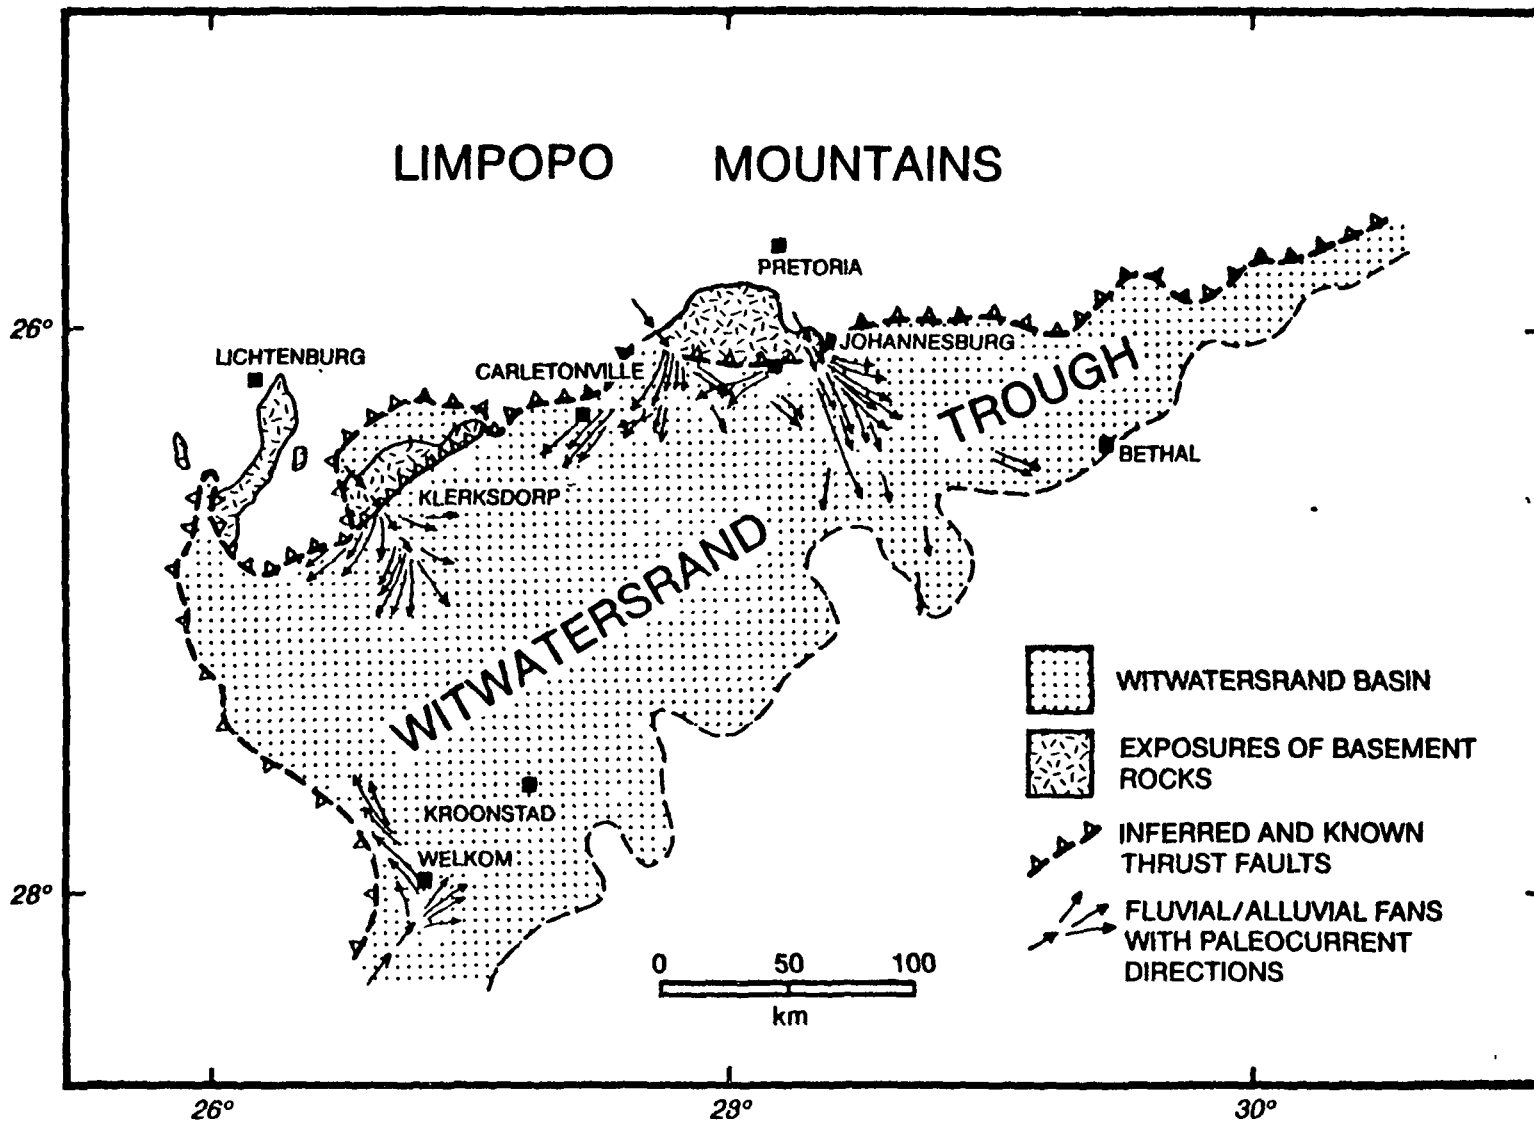 LIMPOPO MOUNTAINS
PRETORIA
26°
JOHANNESBURG
LICHTENBURG
CARLETONVILLE
TROUGH
BETHAL
KLERKSDORP
WITWATERSRAND
WITWATERSRAND BASIN
EXPOSURES OF BASEMENT
ROCKS
KROONSTAD
INFERRED AND KNOWN
THRUST FAULTS
WELKOM
28°
FLUVIAL/ALLUVIAL FANS
WITH PALEOCURRENT
DIRECTIONS
0 50 100
km
26° 28° 30°